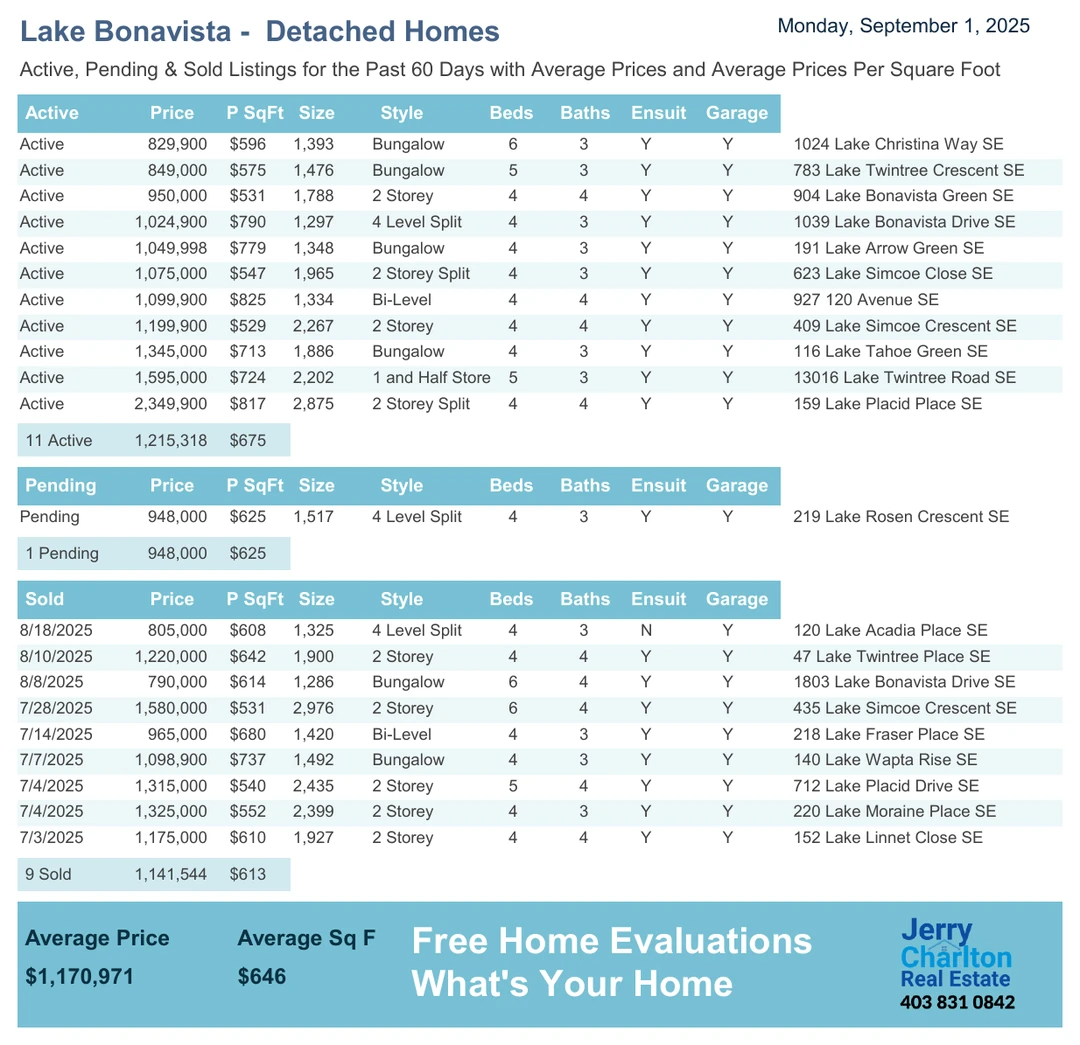 Lake Bonavista - Detached Homes Monday, September 1, 2025
Active, Pending & Sold Listings for the Past 60 Days with Average Prices and Average Prices Per Square Foot
Active Price P SqFt Size Style Beds Baths Ensuit Garage
Active 829,900 $596 1,393 Bungalow 6 3 Y Y 1024 Lake Christina Way SE
Active 849,000 $575 1,476 Bungalow 5 3 Y Y 783 Lake Twintree Crescent SE
Active 950,000 $531 1,788 2 Storey 4 4 Y Y 904 Lake Bonavista Green SE
Active 1,024,900 $790 1,297 4 Level Split 4 3 Y Y 1039 Lake Bonavista Drive SE
Active 1,049,998 $779 1,348 Bungalow 4 3 Y Y 191 Lake Arrow Green SE
Active 1,075,000 $547 1,965 2 Storey Split 4 3 Y Y 623 Lake Simcoe Close SE
Active 1,099,900 $825 1,334 Bi-Level 4 4 Y Y 927 120 Avenue SE
Active 1,199,900 $529 2,267 2 Storey 4 4 Y Y 409 Lake Simcoe Crescent SE
Active 1,345,000 $713 1,886 Bungalow 4 3 Y Y 116 Lake Tahoe Green SE
Active 1,595,000 $724 2,202 1 and Half Store 5 3 Y Y 13016 Lake Twintree Road SE
Active 2,349,900 $817 2,875 2 Storey Split 4 4 Y Y 159 Lake Placid Place SE
11 Active 1,215,318 $675
Pending Price P SqFt Size Style Beds Baths Ensuit Garage
Pending 948,000 $625 1,517 4 Level Split 4 3 Y Y 219 Lake Rosen Crescent SE
1 Pending 948,000 $625
Sold Price P SqFt Size Style Beds Baths Ensuit Garage
8/18/2025 805,000 $608 1,325 4 Level Split 4 3 N Y 120 Lake Acadia Place SE
8/10/2025 1,220,000 $642 1,900 2 Storey 4 4 Y Y 47 Lake Twintree Place SE
8/8/2025 790,000 $614 1,286 Bungalow 6 4 Y Y 1803 Lake Bonavista Drive SE
7/28/2025 1,580,000 $531 2,976 2 Storey 6 4 Y Y 435 Lake Simcoe Crescent SE
7/14/2025 965,000 $680 1,420 Bi-Level 4 3 Y Y 218 Lake Fraser Place SE
7/7/2025 1,098,900 $737 1,492 Bungalow 4 3 Y Y 140 Lake Wapta Rise SE
7/4/2025 1,315,000 $540 2,435 2 Storey 5 4 Y Y 712 Lake Placid Drive SE
7/4/2025 1,325,000 $552 2,399 2 Storey 4 3 Y Y 220 Lake Moraine Place SE
7/3/2025 1,175,000 $610 1,927 2 Storey 4 4 Y Y 152 Lake Linnet Close SE
9 Sold 1,141,544 $613
Average Price Average Sq F
$1,170,971 $646
Free Home Evaluations
What's Your Home
Jerry
Charlton
Real Estate
403 831 0842